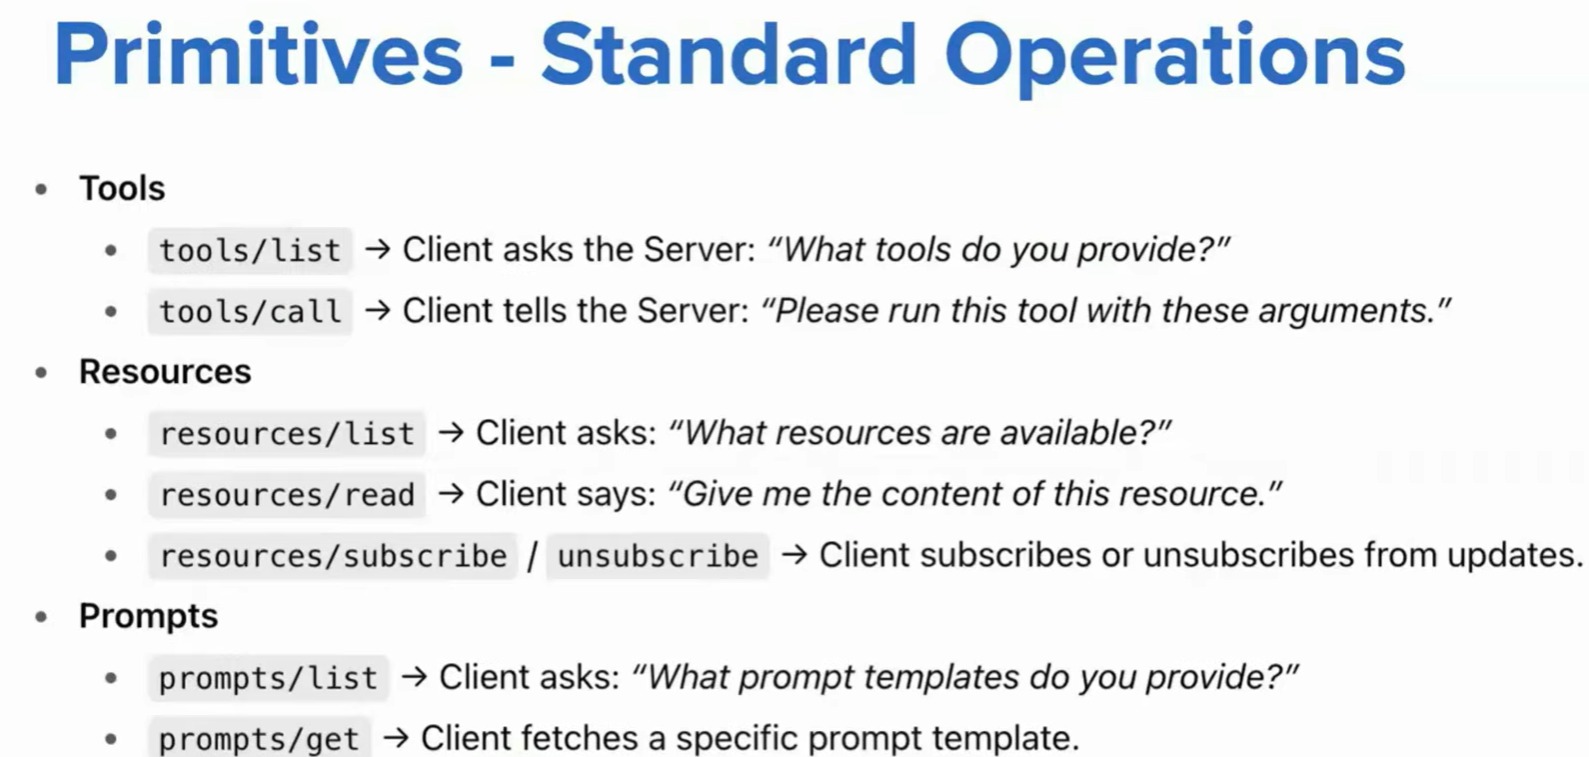 Primitives - Standard Operations
• Tools
• tools/list → Client asks the Server: “What tools do you provide?”
• tools/call → Client tells the Server: “Please run this tool with these arguments.”
• Resources
• resources/list → Client asks: “What resources are available?”
• resources/read → Client says: “Give me the content of this resource.”
• resources/subscribe / unsubscribe → Client subscribes or unsubscribes from updates.
• Prompts
• prompts/list → Client asks: “What prompt templates do you provide?”
• prompts/get → Client fetches a specific prompt template.